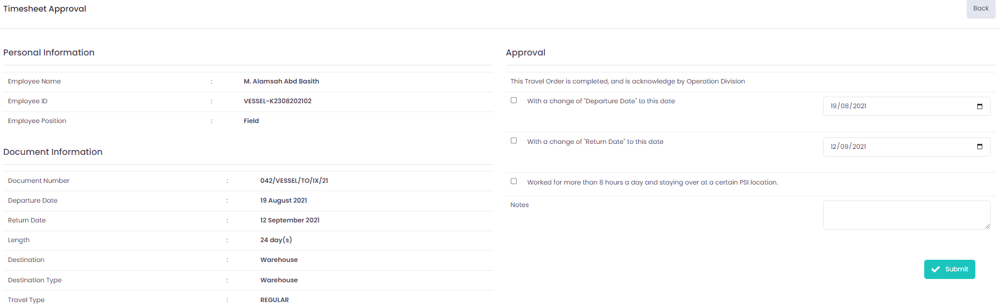 Timesheet Approval
Back
Personal Information
Employee Name : M. Alamsah Abd Basith
Employee ID : VESSEL-K2308202102
Employee Position : Field
Document Information
Document Number : 042/VESSEL/TO/IX/21
Departure Date : 19 August 2021
Return Date : 12 September 2021
Length : 24 day(s)
Destination : Warehouse
Destination Type : Warehouse
Travel Type : REGULAR
Approval
This Travel Order is completed, and is acknowledge by Operation Division
With a change of "Departure Date" to this date 19/08/2021
With a change of "Return Date" to this date 12/09/2021
Worked for more than 8 hours a day and staying over at a certain PSI location.
Notes
Submit